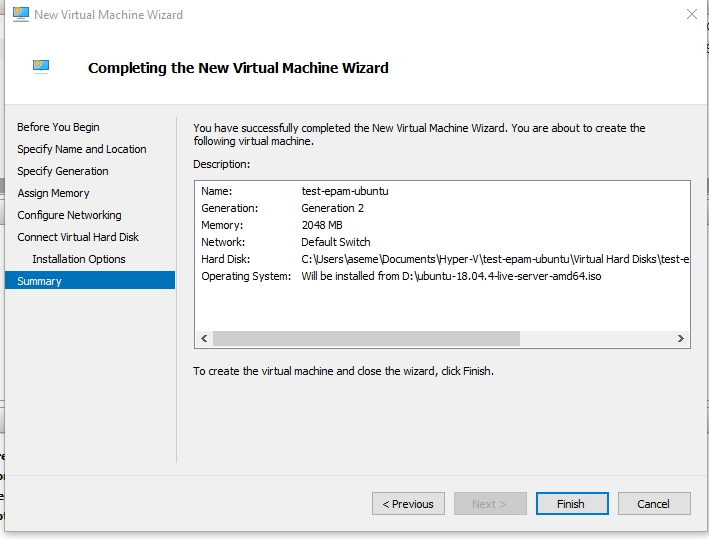 New Virtual Machine Wizard
Completing the New Virtual Machine Wizard
Before You Begin
Specify Name and Location
Specify Generation
Assign Memory
Configure Networking
Connect Virtual Hard Disk
Installation Options
Summary
You have successfully completed the New Virtual Machine Wizard. You are about to create the
following virtual machine.
Description:
Name: test-epam-ubuntu
Generation: Generation 2
Memory: 2048 MB
Network: Default Switch
Hard Disk: C:\Users\aseme\Documents\Hyper-V\test-epam-ubuntu\Virtual Hard Disks\test-e
Operating System: Will be installed from D:\ubuntu-18.04.4-live-server-amd64.iso
To create the virtual machine and close the wizard, click Finish.
< Previous
Next >
Finish
Cancel